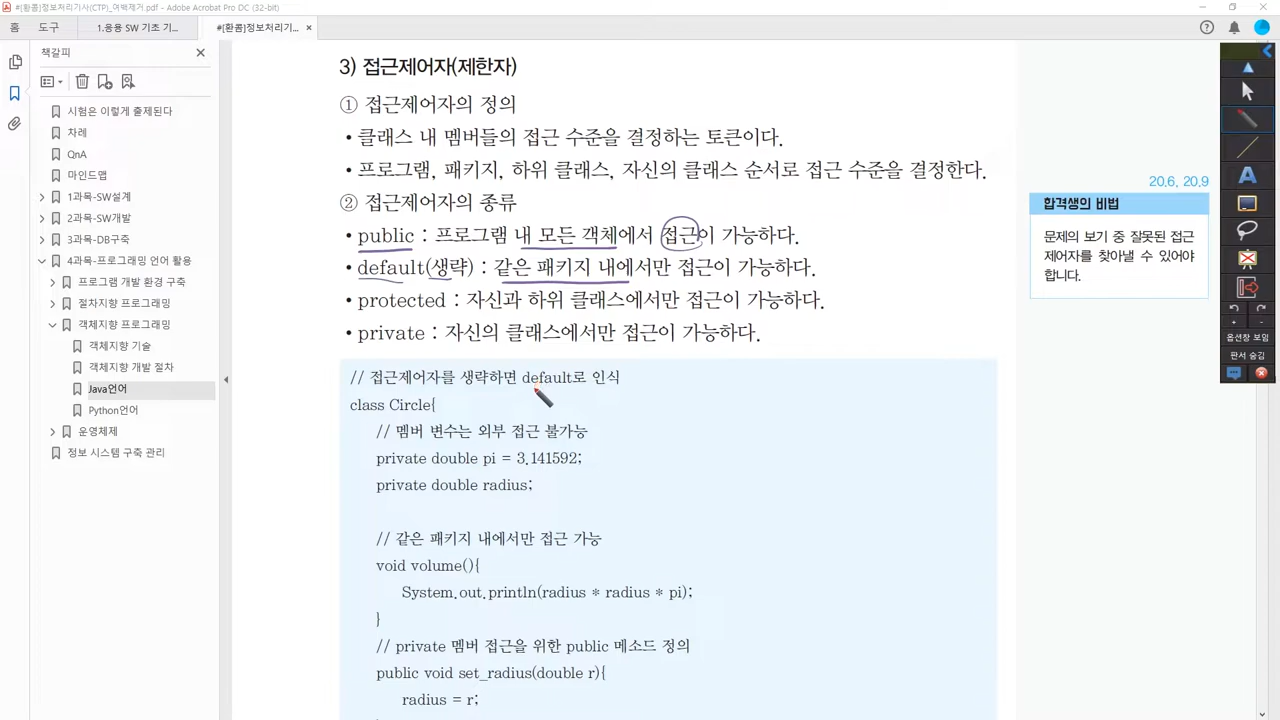 #[황쌤]정보처리기사(CTP)_여백제거.pdf - Adobe Acrobat Pro DC (32-bit)
홈 도구 1.응용 SW 기초 기... #[황쌤]정보처리기... ×
책갈피
시험은 이렇게 출제된다
차례
QnA
마인드맵
1과목-SW설계
2과목-SW개발
3과목-DB구축
4과목-프로그래밍 언어 활용
프로그램 개발 환경 구축
절차지향 프로그래밍
객체지향 프로그래밍
객체지향 기술
객체지향 개발 절차
Java언어
Python언어
운영체제
정보 시스템 구축 관리
3) 접근제어자(제한자)
① 접근제어자의 정의
• 클래스 내 멤버들의 접근 수준을 결정하는 토큰이다.
• 프로그램, 패키지, 하위 클래스, 자신의 클래스 순서로 접근 수준을 결정한다.
② 접근제어자의 종류
• public : 프로그램 내 모든 객체에서 접근이 가능하다.
• default(생략) : 같은 패키지 내에서만 접근이 가능하다.
• protected : 자신과 하위 클래스에서만 접근이 가능하다.
• private : 자신의 클래스에서만 접근이 가능하다.
// 접근제어자를 생략하면 default로 인식
class Circle{
// 멤버 변수는 외부 접근 불가능
private double pi = 3.141592;
private double radius;
// 같은 패키지 내에서만 접근 가능
void volume(){
System.out.println(radius * radius * pi);
}
// private 멤버 접근을 위한 public 메소드 정의
public void set_radius(double r){
radius = r;
20.6, 20.9
합격생의 비법
문제의 보기 중 잘못된 접근
제어자를 찾아낼 수 있어야
합니다.
A
옵션창 보임
판서 숨김